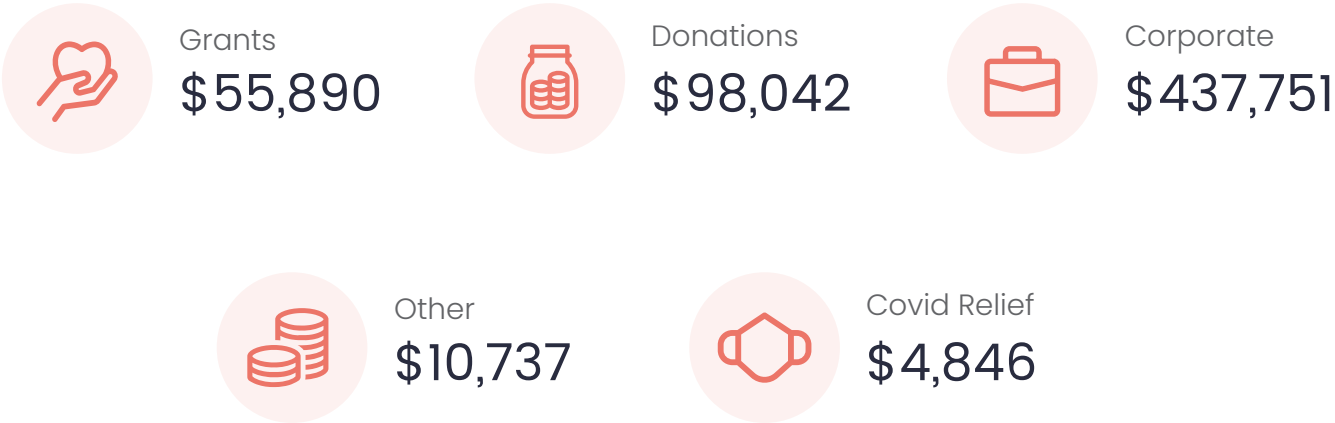 Grants
$55,890
Donations
$98,042
Corporate
$437,751
Other
$10,737
Covid Relief
$4,846